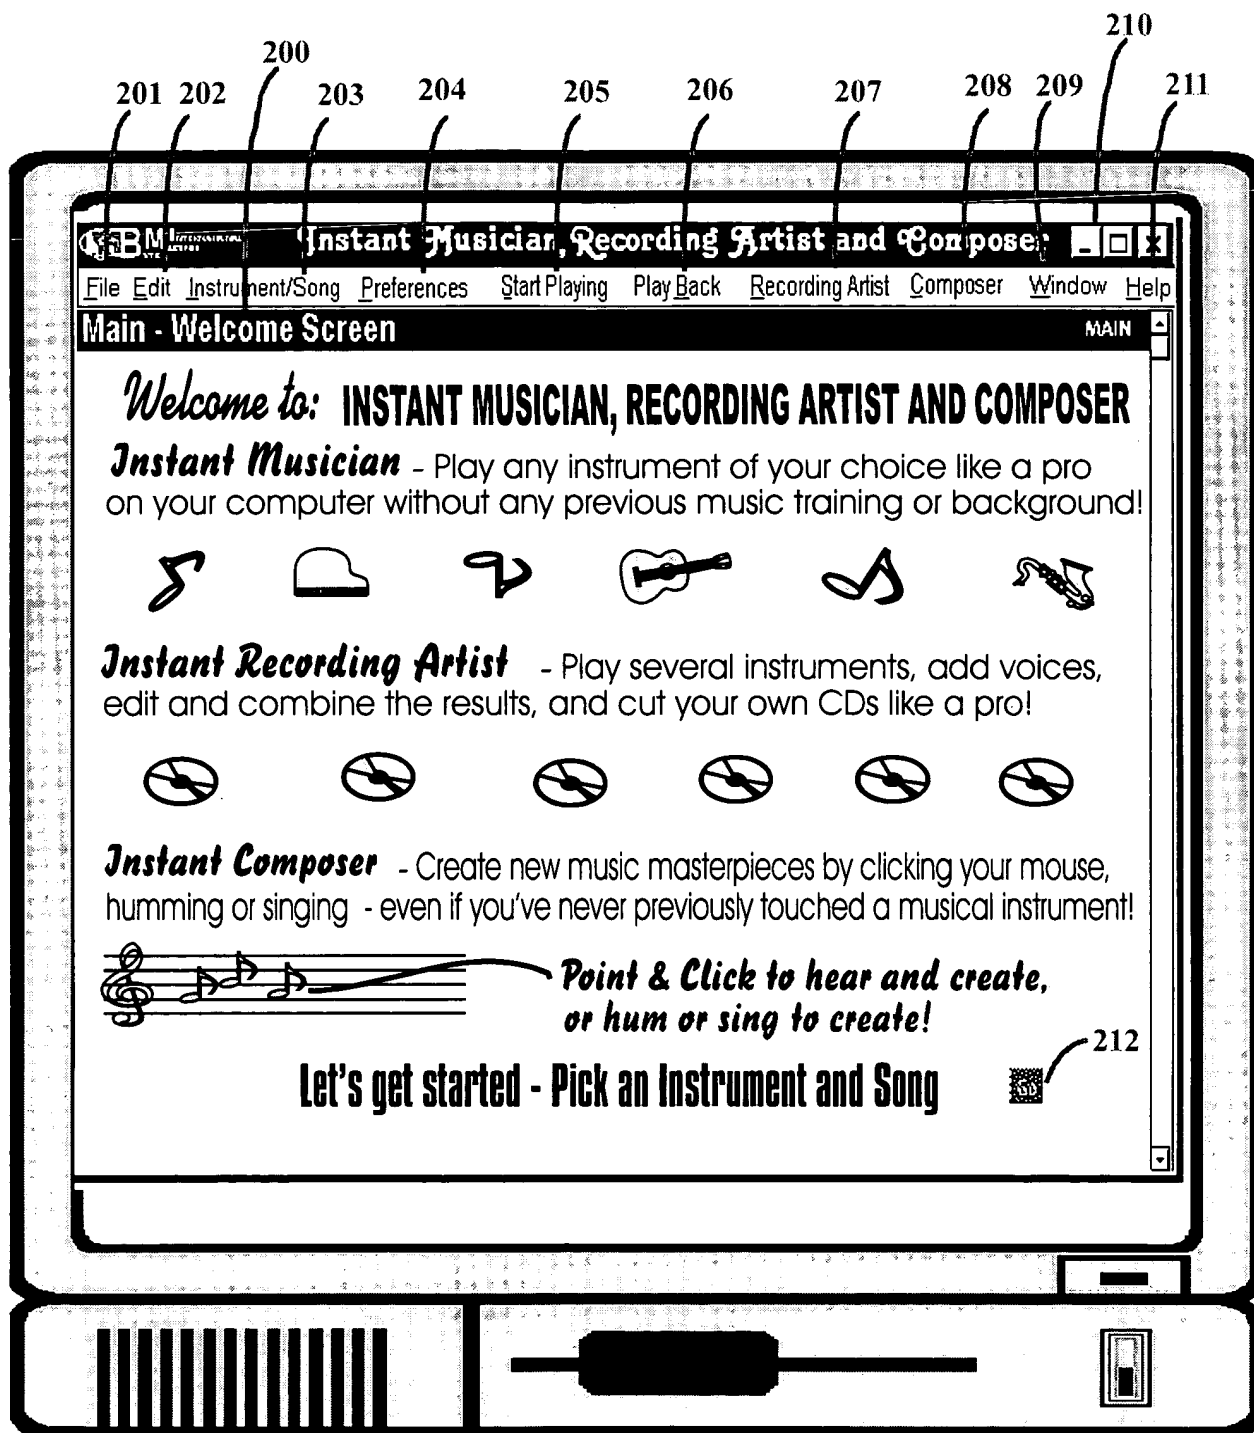 210
200
201 202 203 204 205 206 207 208 209 211
Instant Musician, Recording Artist and Composer
File Edit Instrument/Song Preferences Start Playing Play Back Recording Artist Composer Window Help
Main - Welcome Screen MAIN
Welcome to: INSTANT MUSICIAN, RECORDING ARTIST AND COMPOSER
Instant Musician - Play any instrument of your choice like a pro
on your computer without any previous music training or background!
Instant Recording Artist - Play several instruments, add voices,
edit and combine the results, and cut your own CDs like a pro!
Instant Composer - Create new music masterpieces by clicking your mouse,
humming or singing - even if you've never previously touched a musical instrument!
Point & Click to hear and create,
or hum or sing to create!
212
Let's get started - Pick an Instrument and Song